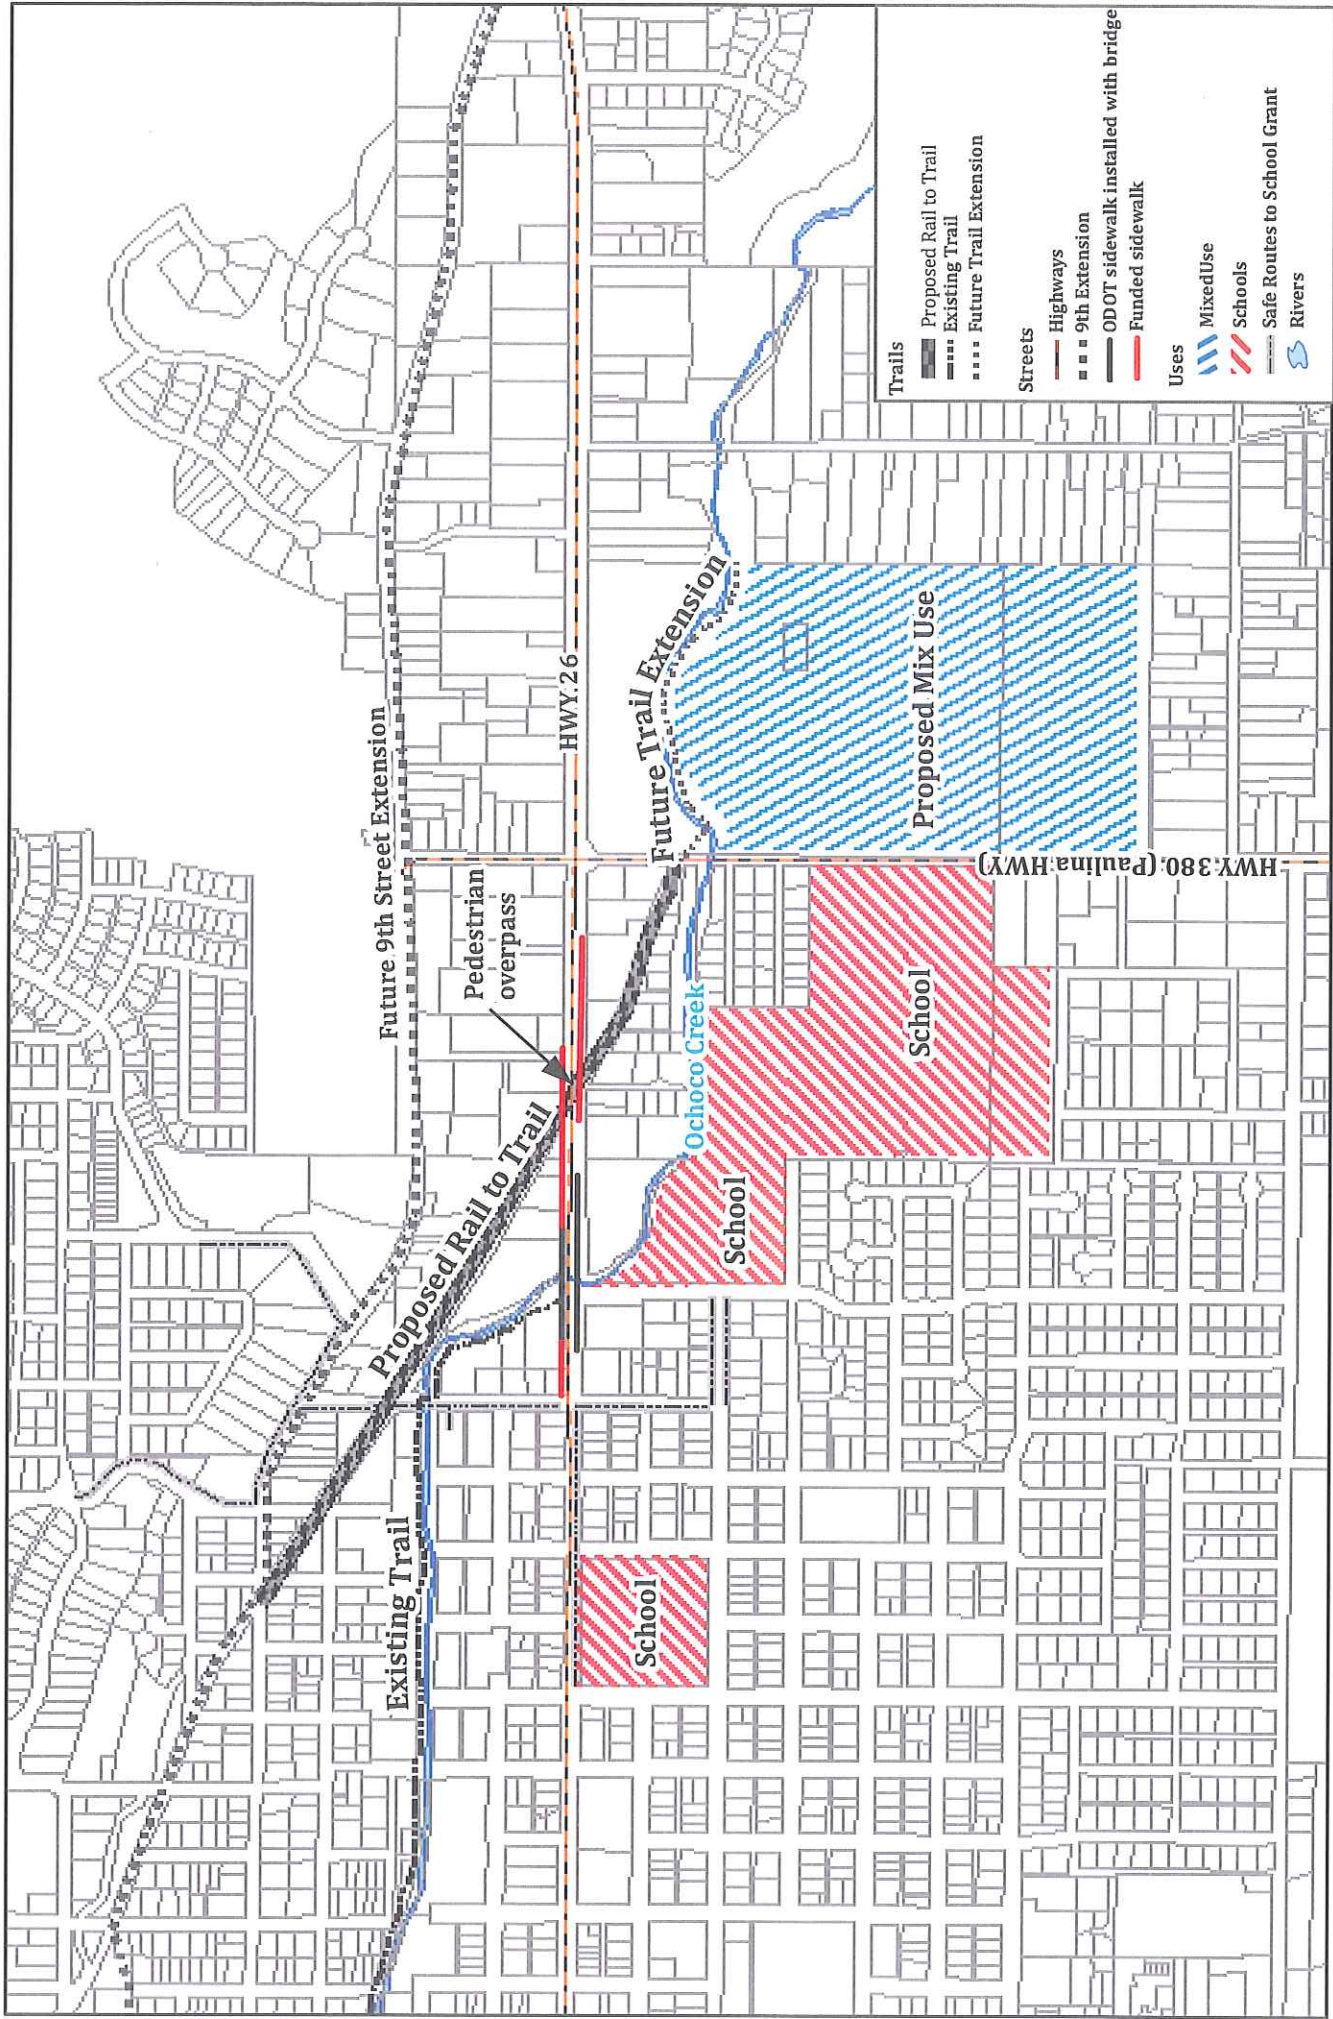 Future 9th Street Extension
Pedestrian
overpass
Proposed Rail to Trail
Existing Trail
HWY 26
Future Trail Extension
Ochoco Creek
School
School
School
Proposed Mix Use
HWY 380 (Paulina HWY)
Trails
Proposed Rail to Trail
Existing Trail
Future Trail Extension
Streets
Highways
9th Extension
ODOT sidewalk installed with bridge
Funded sidewalk
Uses
MixedUse
Schools
Safe Routes to School Grant
Rivers